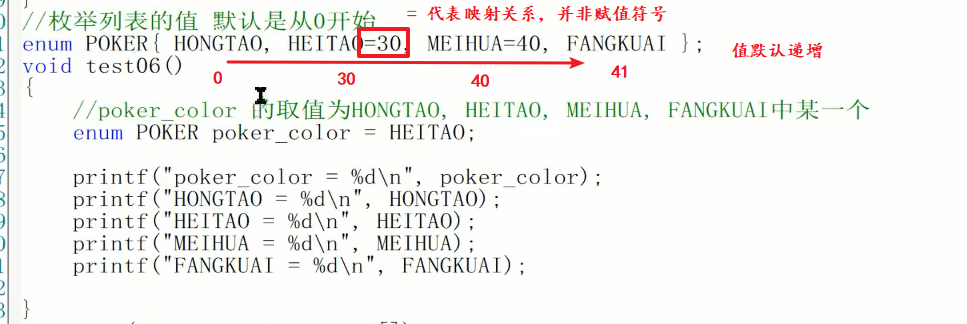 //枚举列表的值 默认是从0开始
= 代表映射关系，并非赋值符号
enum POKER{ HONGTAO, HEITAO=30, MEIHUA=40, FANGKUAI };
值默认递增
void test06()
0 30 40 41
{
//poker_color 的取值为HONGTAO, HEITAO, MEIHUA, FANGKUAI中某一个
enum POKER poker_color = HEITAO;
printf("poker_color = %d\n", poker_color);
printf("HONGTAO = %d\n", HONGTAO);
printf("HEITAO = %d\n", HEITAO);
printf("MEIHUA = %d\n", MEIHUA);
printf("FANGKUAI = %d\n", FANGKUAI);
}